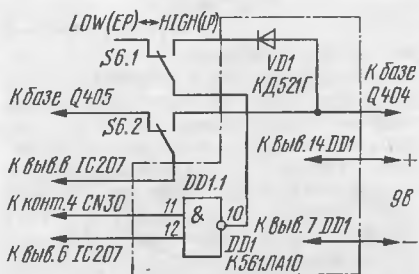 LOW(EP)↔HIGH(LP)
S6.1
VD1
КД521Г
К базе
Q404
К базе Q405
S6.2
К выв.14 DD1
+
К выв.8 IC207
DD1.1
9В
К конт.4 CN30
11
&
10
К выв.7 DD1
12
−
К выв.6 IC207
DD1
К561ЛА10